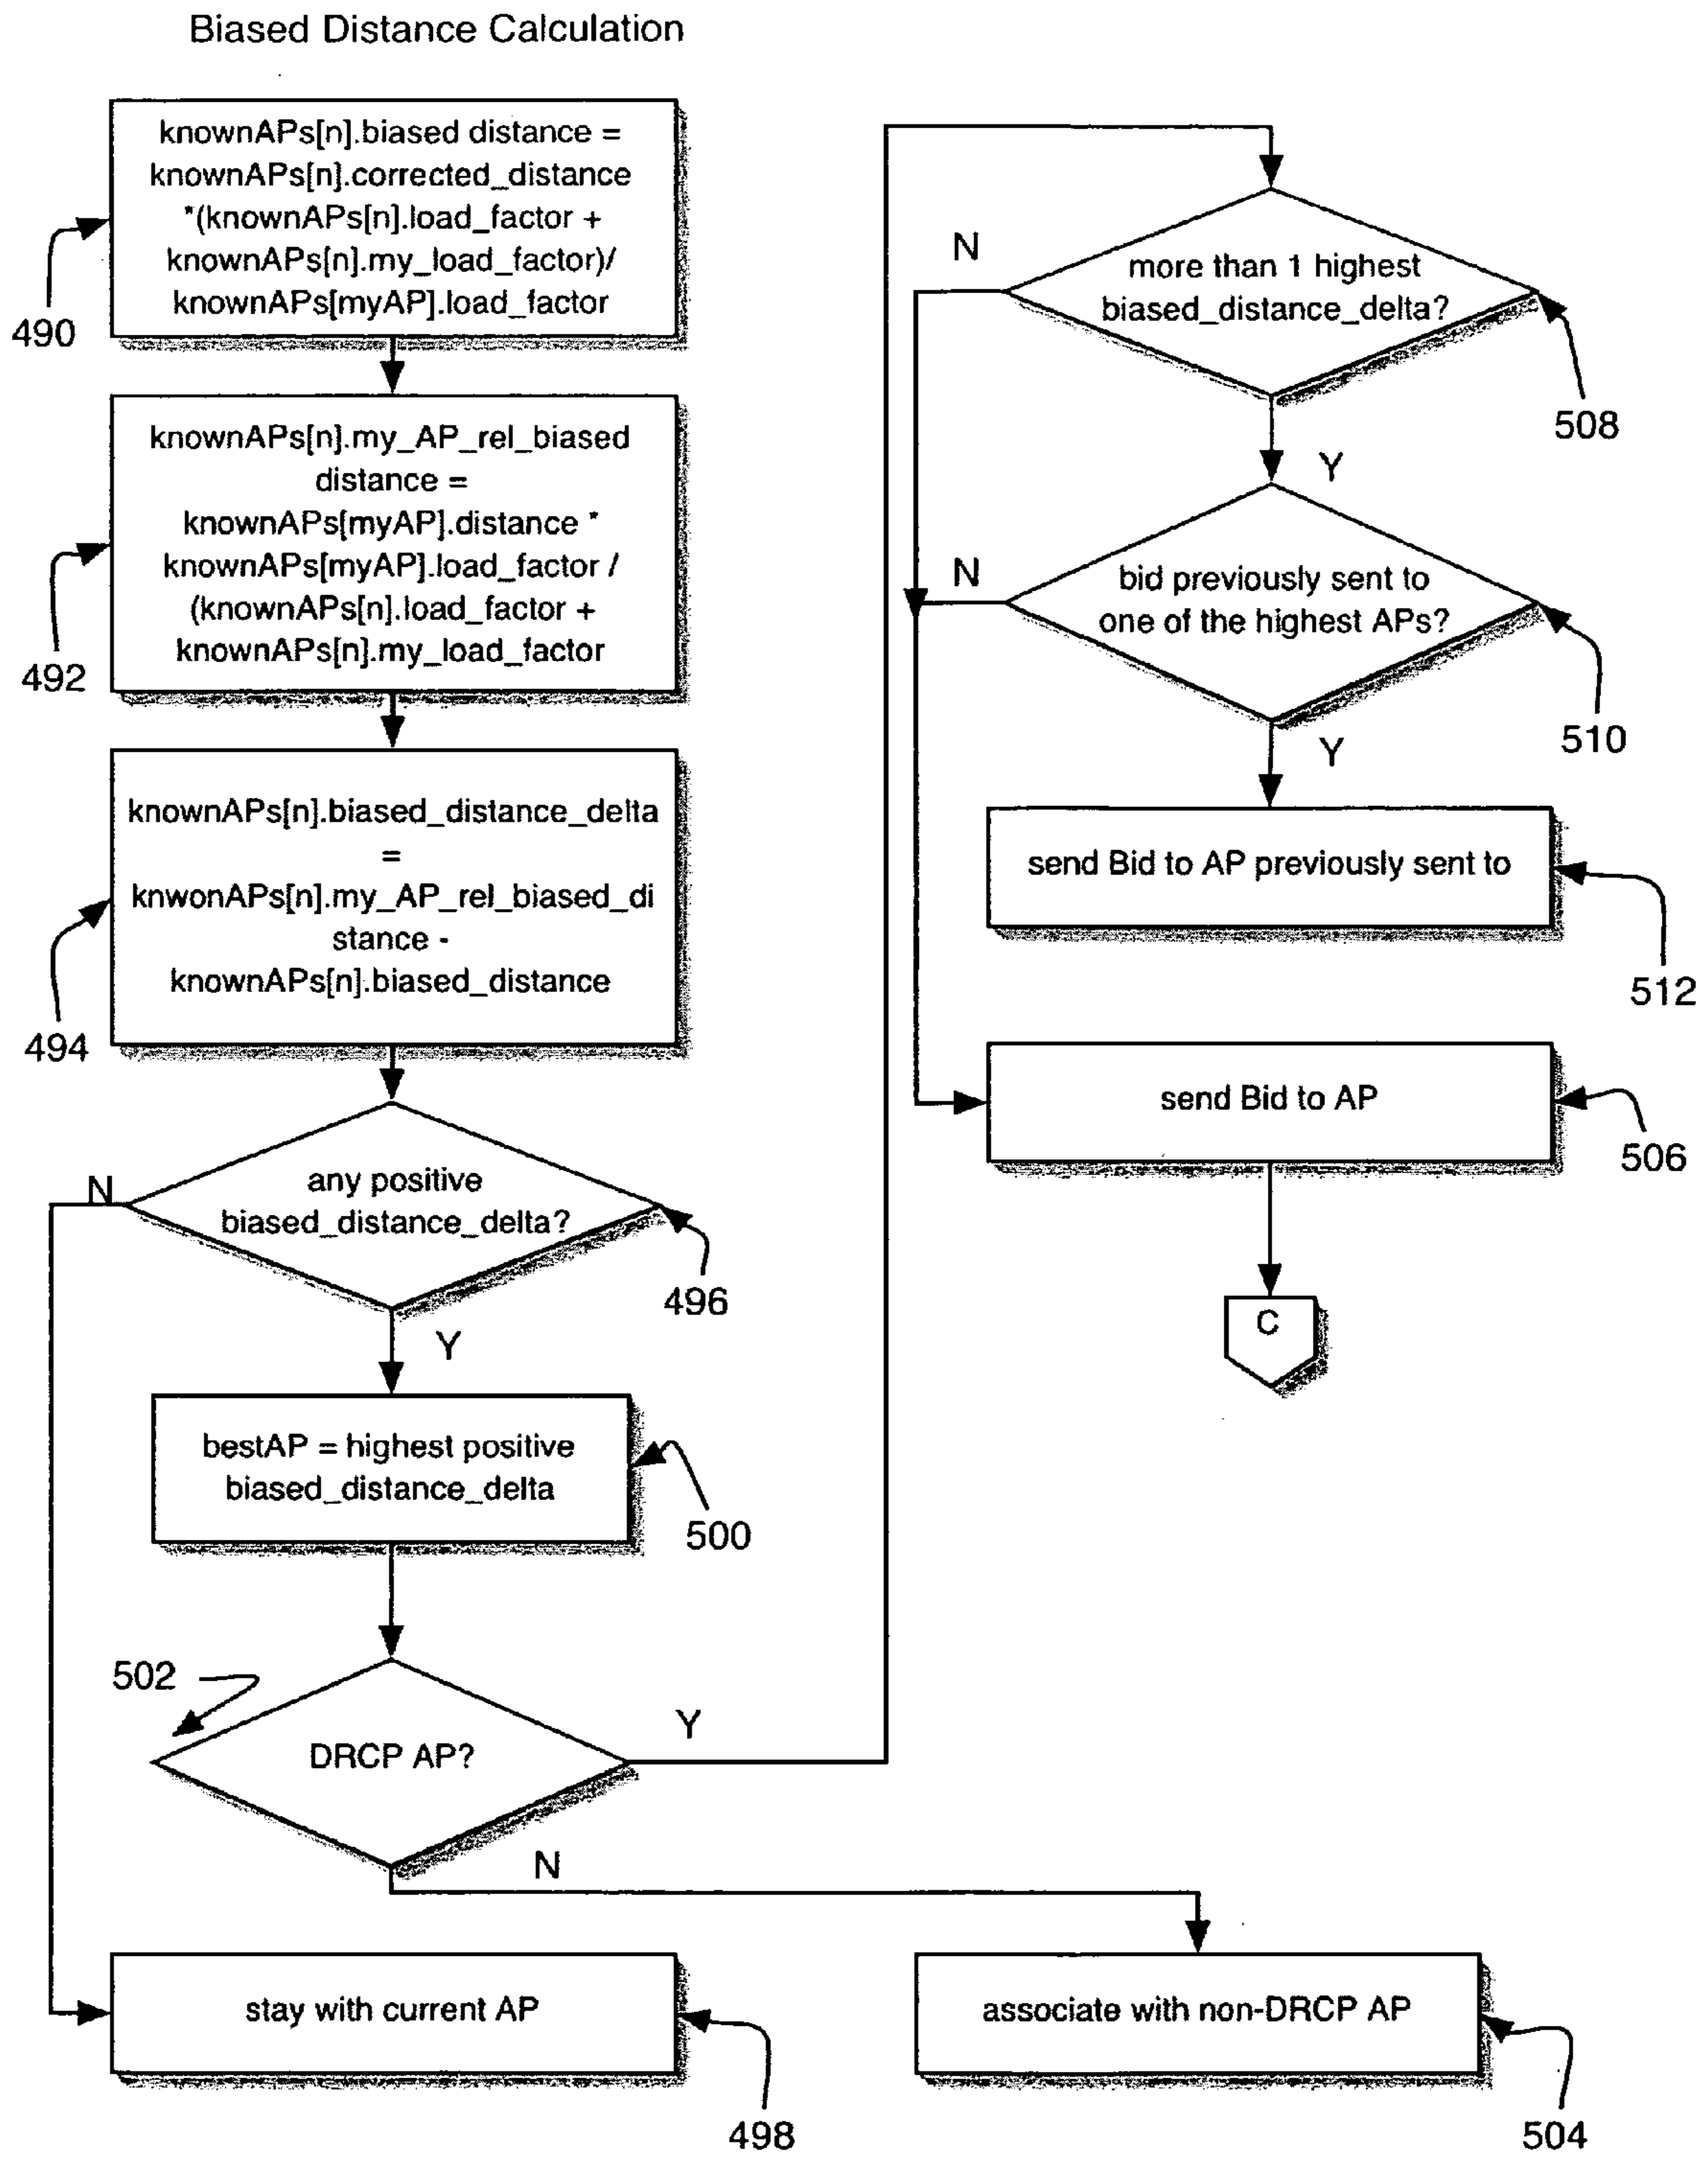 Biased Distance Calculation
knownAPs[n].biased distance =
knownAPs[n].corrected_distance
*(knownAPs[n].load_factor +
knownAPs[n].my_load_factor)/
knownAPs[myAP].load_factor
490
knownAPs[n].my_AP_rel_biased
distance =
knownAPs[myAP].distance *
knownAPs[myAP].load_factor /
(knownAPs[n].load_factor +
knownAPs[n].my_load_factor
492
knownAPs[n].biased_distance_delta
=
knwonAPs[n].my_AP_rel_biased_di
stance -
knownAPs[n].biased_distance
494
N
any positive
biased_distance_delta?
496
Y
bestAP = highest positive
biased_distance_delta
500
502
DRCP AP?
Y
N
stay with current AP
498
associate with non-DRCP AP
504
N
more than 1 highest
biased_distance_delta?
508
Y
N
bid previously sent to
one of the highest APs?
510
Y
send Bid to AP previously sent to
512
send Bid to AP
506
C